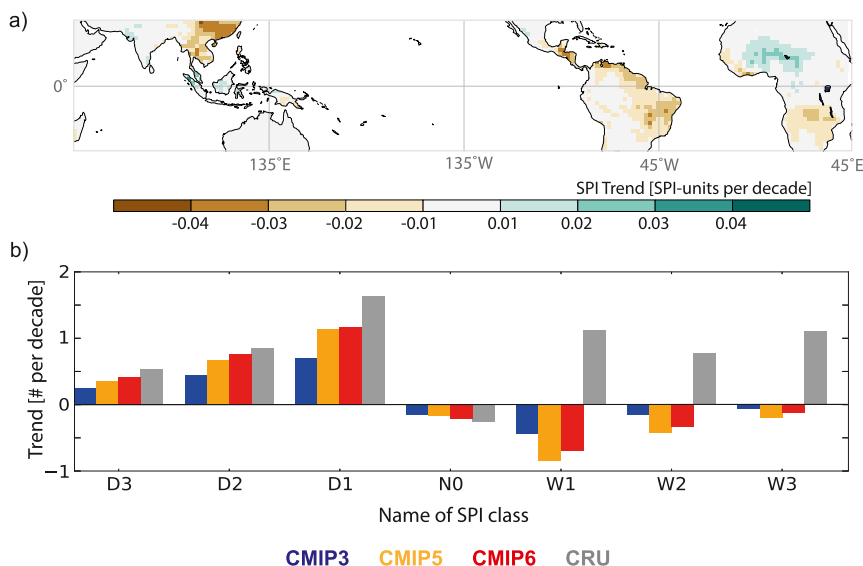 a)
0°
135°E
135°W
45°W
45°E
SPI Trend [SPI-units per decade]
-0.04
-0.03
-0.02
-0.01
0.01
0.02
0.03
0.04
b)
Trend [# per decade]
2
1
0
−1
D3
D2
D1
N0
W1
W2
W3
Name of SPI class
CMIP3 CMIP5 CMIP6 CRU